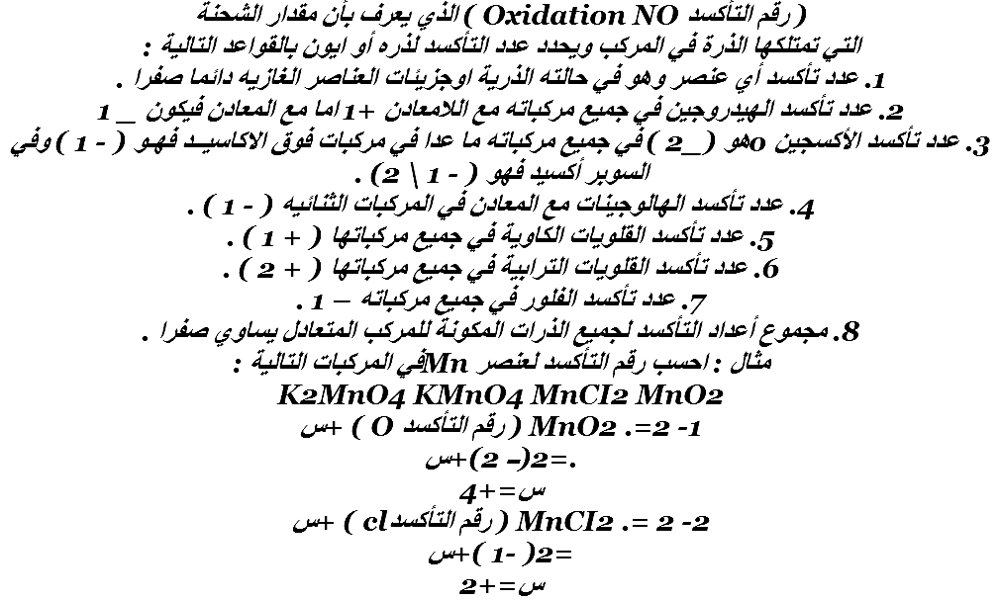 ( رقم التأكسد Oxidation NO ) الذي يعرف بأن مقدار الشحنة
التي تمتلكها الذرة في المركب ويحدد عدد التأكسد لذره أو ايون بالقواعد التالية :
1. عدد تأكسد أي عنصر وهو في حالته الذرية اوجزيئات العناصر الغازيه دائما صفرا .
2. عدد تأكسد الهيدروجين في جميع مركباته مع اللامعادن +1 اما مع المعادن فيكون _ 1
3. عدد تأكسد الأكسجين oهو ( _2 ) في جميع مركباته ما عدا في مركبات فوق الاكاسيــد فهـو ( - 1 ) وفي
السوبر أكسيد فهو ( - 1 \ 2) .
4. عدد تأكسد الهالوجينات مع المعادن في المركبات الثنائيه ( - 1 ) .
5. عدد تأكسد القلويات الكاوية في جميع مركباتها ( + 1 ) .
6. عدد تأكسد القلويات الترابية في جميع مركباتها ( + 2 ) .
7. عدد تأكسد الفلور في جميع مركباته – 1 .
8. مجموع أعداد التأكسد لجميع الذرات المكونة للمركب المتعادل يساوي صفرا .
مثال : احسب رقم التأكسد لعنصر Mnفي المركبات التالية :
K2MnO4 KMnO4 MnCI2 MnO2
1- MnO2 .=2 ( رقم التأكسد O ) +س
.=2(– 2)+س
س=+4
2- MnCI2 .= 2 ( رقم التأكسدcl ) +س
=2( -1 )+س
س=+2